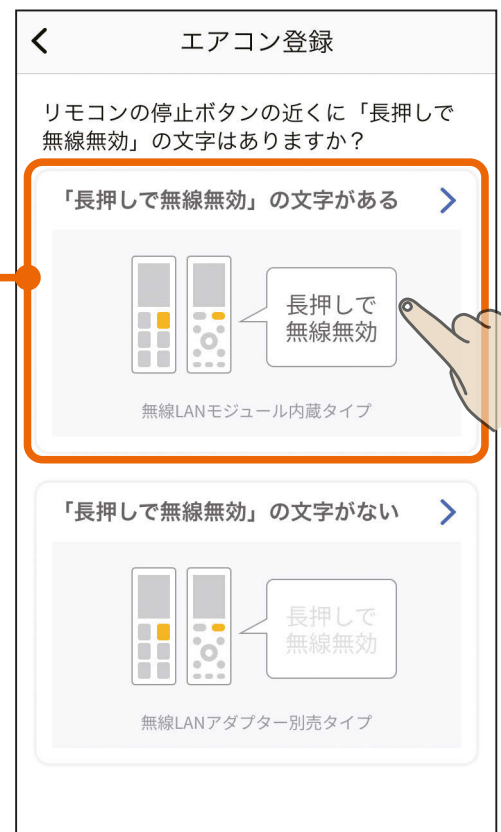 エアコン登録
リモコンの停止ボタンの近くに「長押しで
無線無効」の文字はありますか？
「長押しで無線無効」の文字がある
長押しで
無線無効
無線LANモジュール内蔵タイプ
「長押しで無線無効」の文字がない
長押しで
無線無効
無線LANアダプター別売タイプ